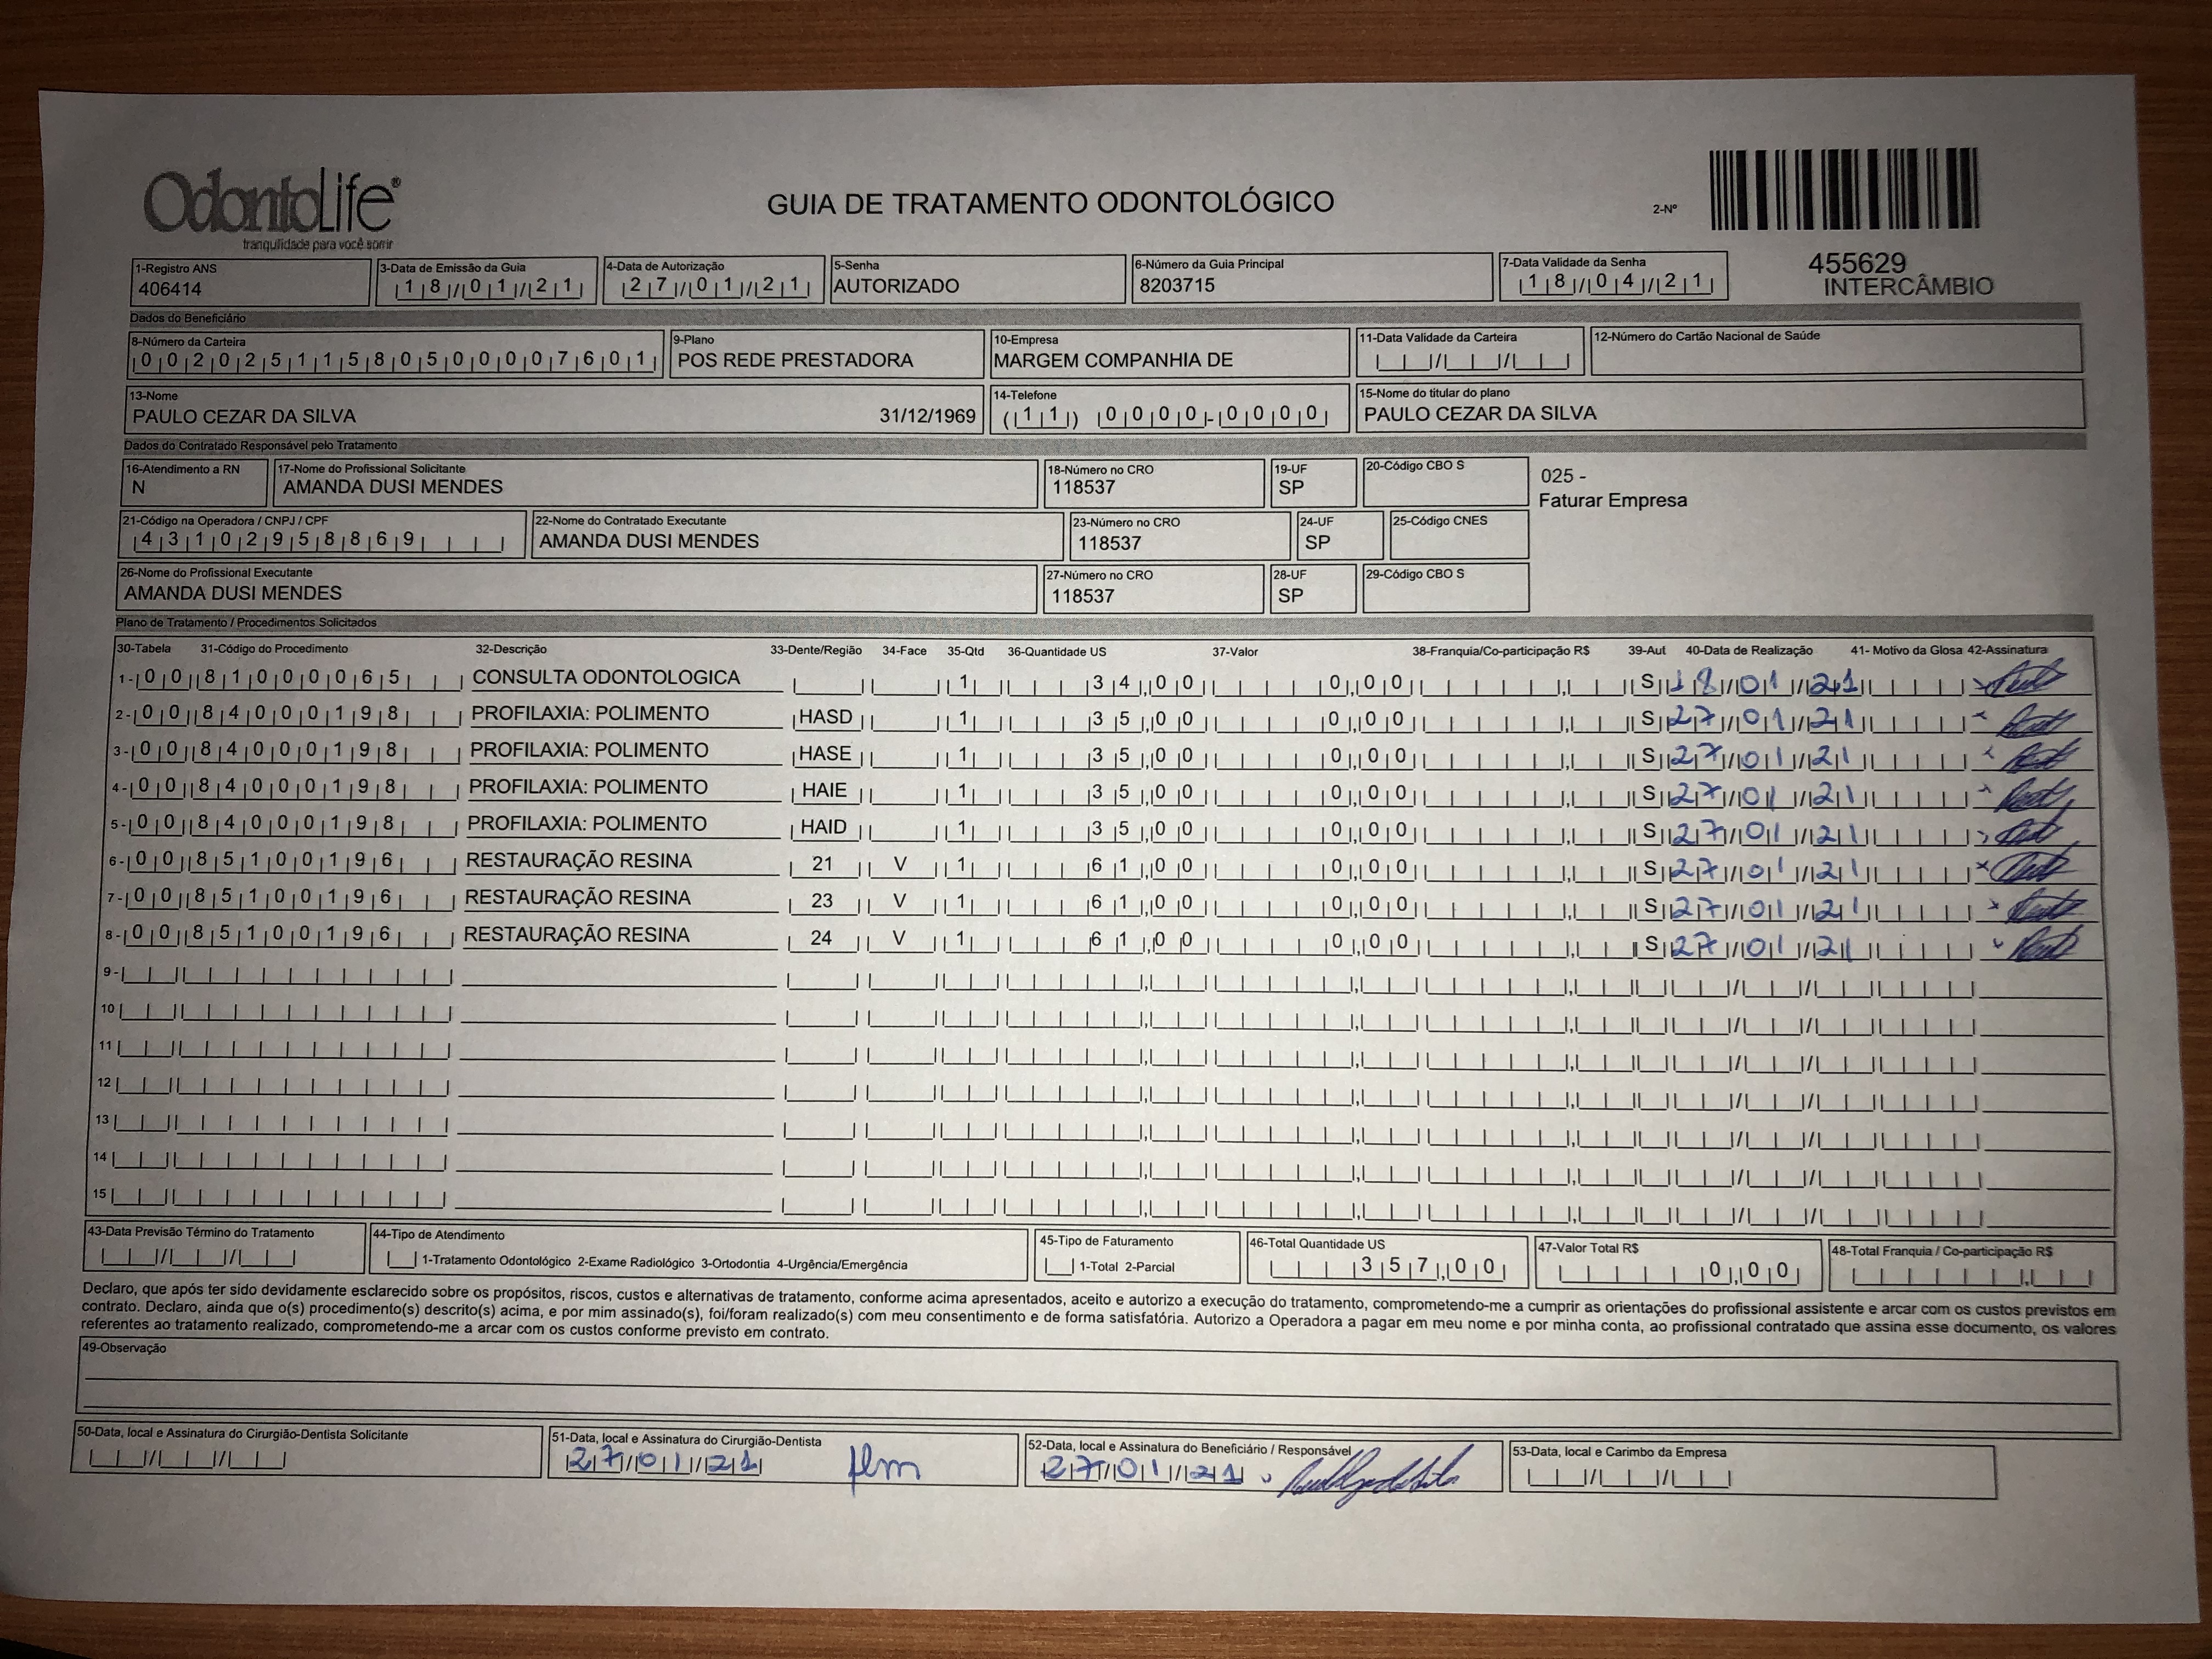 OdontoLife®
tranquilidade para você sorrir
GUIA DE TRATAMENTO ODONTOLÓGICO
2-Nº
455629
INTERCÂMBIO
1-Registro ANS 3-Data de Emissão da Guia 4-Data de Autorização 5-Senha 6-Número da Guia Principal 7-Data Validade da Senha
406414 18/01/21 27/01/21 AUTORIZADO 8203715 18/04/21
Dados do Beneficiário
8-Número da Carteira 9-Plano 10-Empresa 11-Data Validade da Carteira 12-Número do Cartão Nacional de Saúde
00202511580500007601 POS REDE PRESTADORA MARGEM COMPANHIA DE
13-Nome 14-Telefone 15-Nome do titular do plano
PAULO CEZAR DA SILVA 31/12/1969 (11) 0000-0000 PAULO CEZAR DA SILVA
Dados do Contratado Responsável pelo Tratamento
16-Atendimento a RN 17-Nome do Profissional Solicitante 18-Número no CRO 19-UF 20-Código CBO S
N AMANDA DUSI MENDES 118537 SP
025 -
Faturar Empresa
21-Código na Operadora / CNPJ / CPF 22-Nome do Contratado Executante 23-Número no CRO 24-UF 25-Código CNES
43102958869 AMANDA DUSI MENDES 118537 SP
26-Nome do Profissional Executante 27-Número no CRO 28-UF 29-Código CBO S
AMANDA DUSI MENDES 118537 SP
Plano de Tratamento / Procedimentos Solicitados
30-Tabela 31-Código do Procedimento 32-Descrição 33-Dente/Região 34-Face 35-Qtd 36-Quantidade US 37-Valor 38-Franquia/Co-participação R$ 39-Aut 40-Data de Realização 41- Motivo da Glosa 42-Assinatura
1- 00 81000065 CONSULTA ODONTOLOGICA 1 34,00 0,00 S 18/01/21
2- 00 84000198 PROFILAXIA: POLIMENTO HASD 1 35,00 0,00 S 27/01/21
3- 00 84000198 PROFILAXIA: POLIMENTO HASE 1 35,00 0,00 S 27/01/21
4- 00 84000198 PROFILAXIA: POLIMENTO HAIE 1 35,00 0,00 S 27/01/21
5- 00 84000198 PROFILAXIA: POLIMENTO HAID 1 35,00 0,00 S 27/01/21
6- 00 85100196 RESTAURAÇÃO RESINA 21 V 1 61,00 0,00 S 27/01/21
7- 00 85100196 RESTAURAÇÃO RESINA 23 V 1 61,00 0,00 S 27/01/21
8- 00 85100196 RESTAURAÇÃO RESINA 24 V 1 61,00 0,00 S 27/01/21
9-
10
11
12
13
14
15
43-Data Previsão Término do Tratamento 44-Tipo de Atendimento 45-Tipo de Faturamento 46-Total Quantidade US 47-Valor Total R$ 48-Total Franquia / Co-participação R$
1-Tratamento Odontológico 2-Exame Radiológico 3-Ortodontia 4-Urgência/Emergência 1-Total 2-Parcial 357,00 0,00
Declaro, que após ter sido devidamente esclarecido sobre os propósitos, riscos, custos e alternativas de tratamento, conforme acima apresentados, aceito e autorizo a execução do tratamento, comprometendo-me a cumprir as orientações do profissional assistente e arcar com os custos previstos em
contrato. Declaro, ainda que o(s) procedimento(s) descrito(s) acima, e por mim assinado(s), foi/foram realizado(s) com meu consentimento e de forma satisfatória. Autorizo a Operadora a pagar em meu nome e por minha conta, ao profissional contratado que assina esse documento, os valores
referentes ao tratamento realizado, comprometendo-me a arcar com os custos conforme previsto em contrato.
49-Observação
50-Data, local e Assinatura do Cirurgião-Dentista Solicitante 51-Data, local e Assinatura do Cirurgião-Dentista 52-Data, local e Assinatura do Beneficiário / Responsável 53-Data, local e Carimbo da Empresa
27/01/21 27/01/21